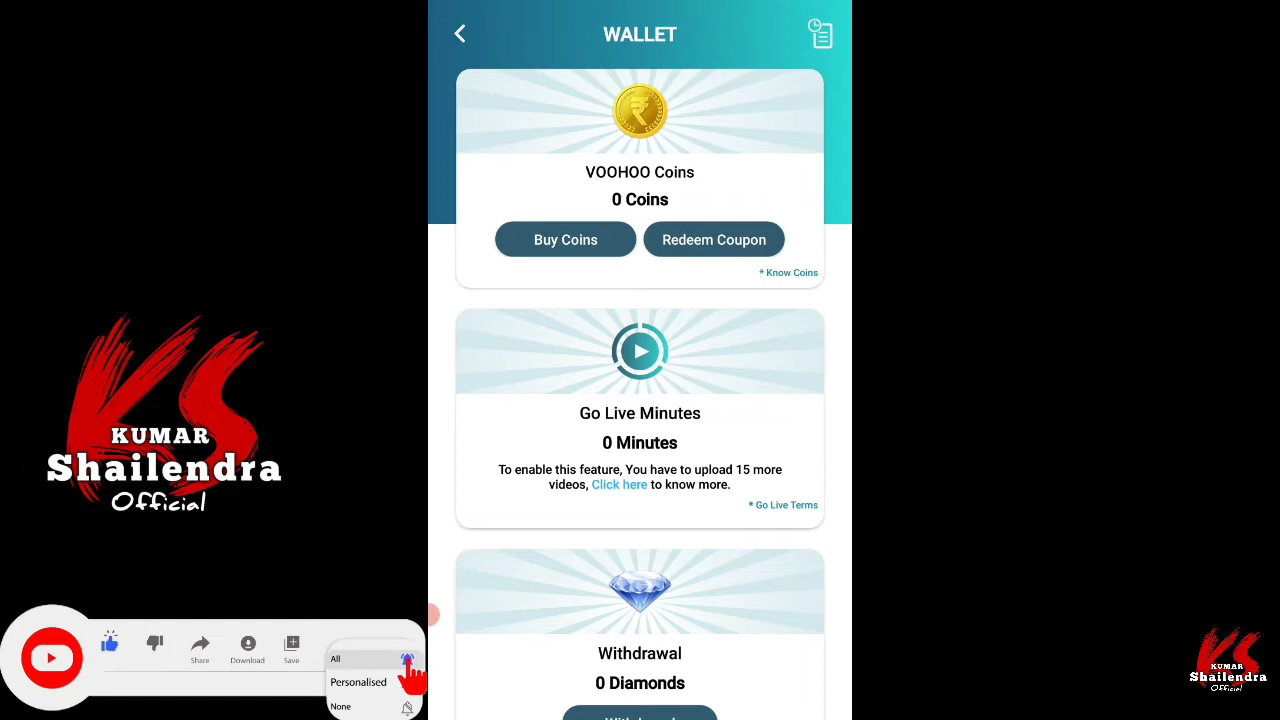 WALLET
VOOHOO Coins
0 Coins
Buy Coins
Redeem Coupon
* Know Coins
Go Live Minutes
0 Minutes
To enable this feature, You have to upload 15 more
videos, Click here to know more.
* Go Live Terms
Withdrawal
0 Diamonds
KS
KUMAR
Shailendra
Official
Share
Download
Save
All
Personalised
None
KS
KUMAR
Shailendra
Official